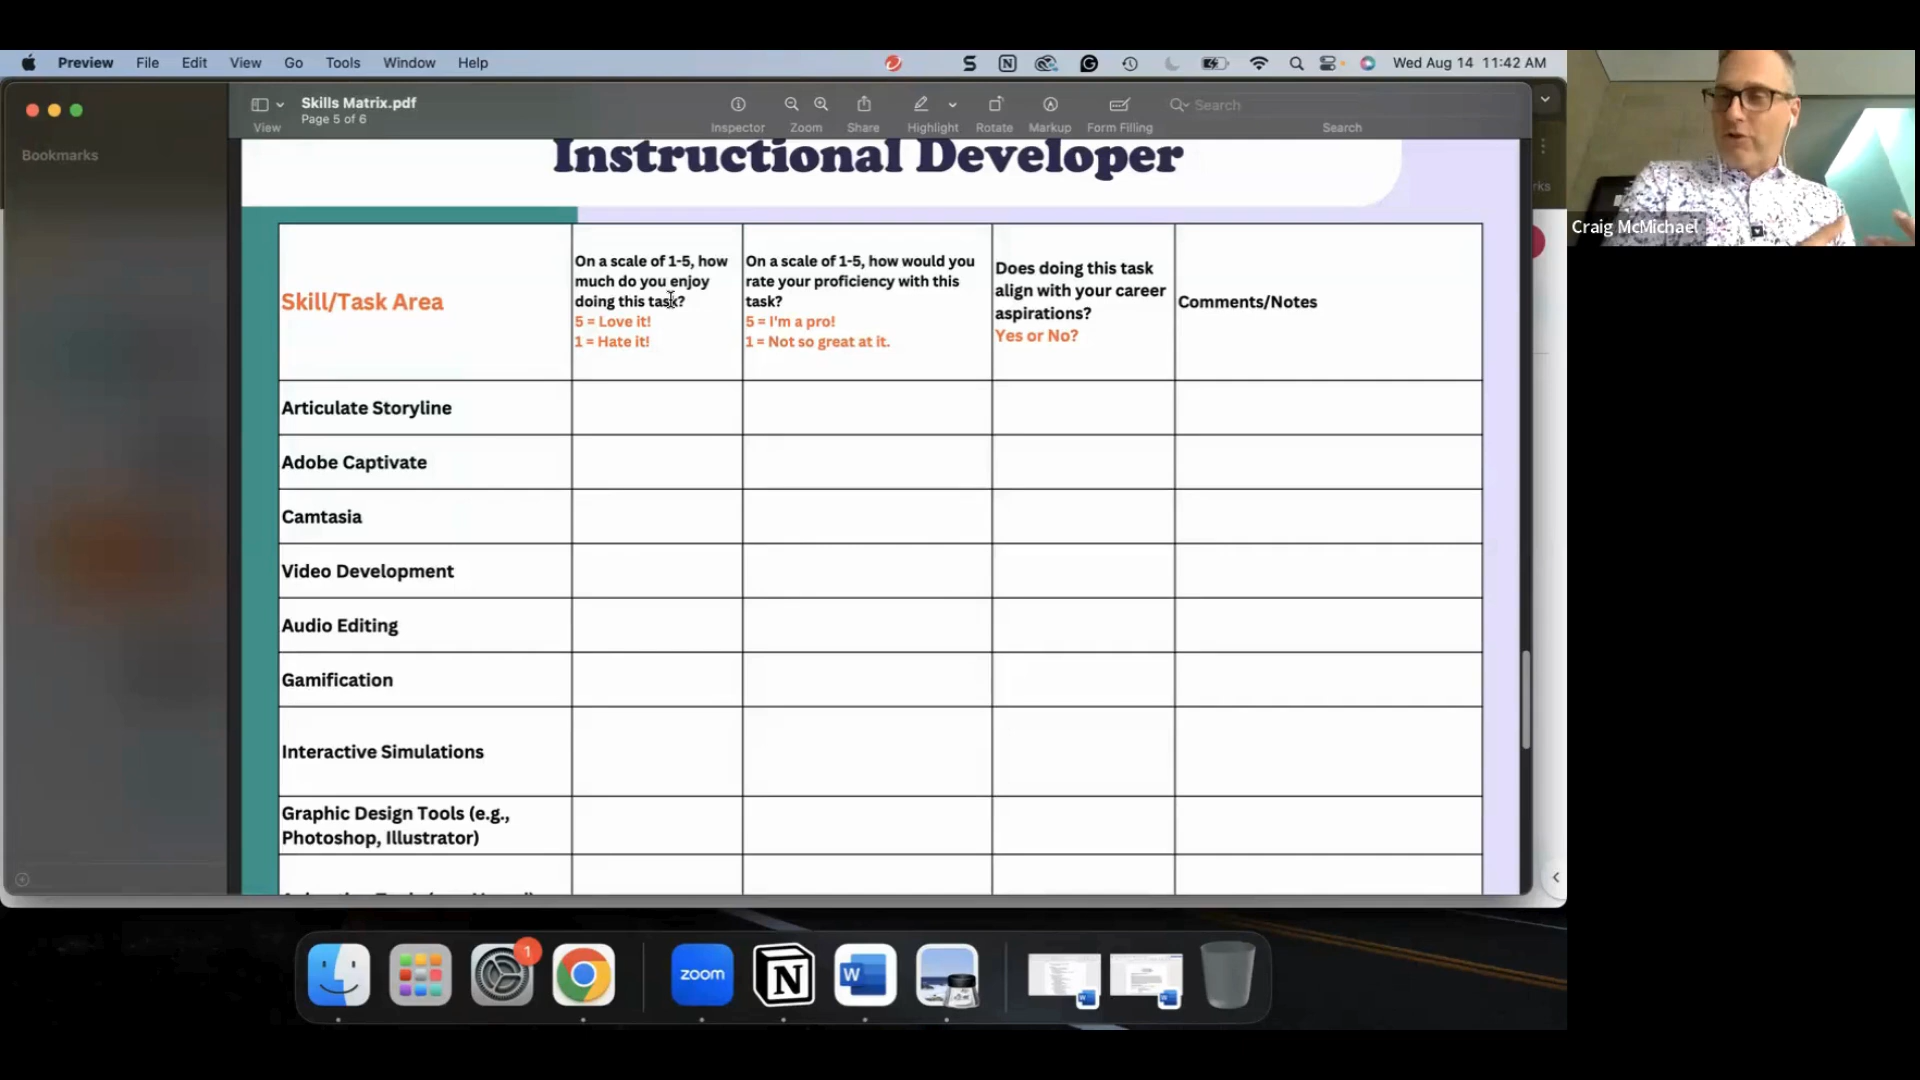 Preview File Edit View Go Tools Window Help
Wed Aug 14 11:42 AM
Skills Matrix.pdf
Page 5 of 6
Search
View
Inspector Zoom Share Highlight Rotate Markup Form Filling Search
Bookmarks
Instructional Developer
Skill/Task Area
On a scale of 1-5, how
much do you enjoy
doing this task?
5 = Love it!
1 = Hate it!
On a scale of 1-5, how would you
rate your proficiency with this
task?
5 = I'm a pro!
1 = Not so great at it.
Does doing this task
align with your career
aspirations?
Yes or No?
Comments/Notes
Articulate Storyline
Adobe Captivate
Camtasia
Video Development
Audio Editing
Gamification
Interactive Simulations
Graphic Design Tools (e.g.,
Photoshop, Illustrator)
Craig McMichael
1
zoom
N
W